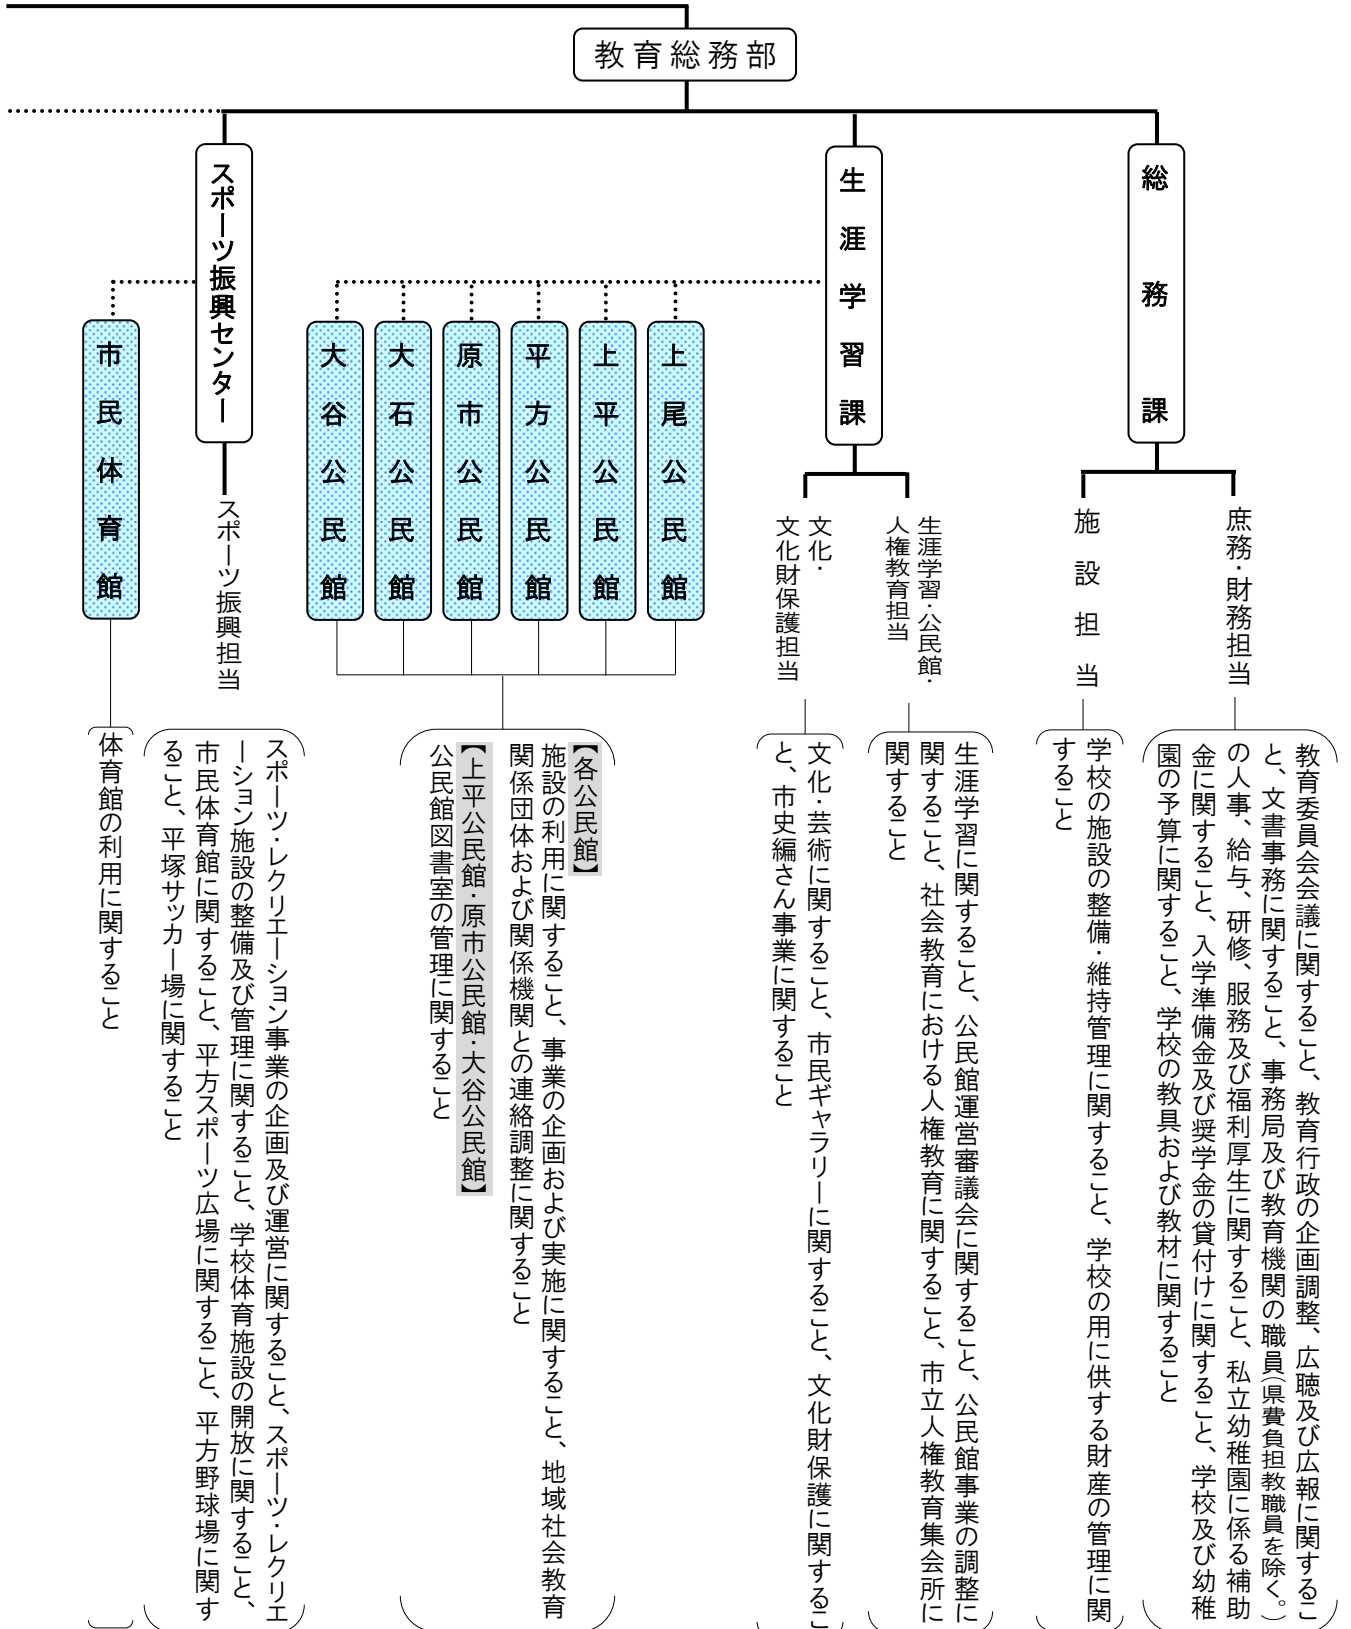 教育総務部
総務課
庶務・財務担当
教育委員会会議に関すること、教育行政の企画調整、広聴及び広報に関するこ
と、文書事務に関すること、事務局及び教育機関の職員（県費負担教職員を除く。）
の人事、給与、研修、服務及び福利厚生に関すること、私立幼稚園に係る補助
金に関すること、入学準備金及び奨学金の貸付けに関すること、学校及び幼稚
園の予算に関すること、学校の教具および教材に関すること
施設担当
学校の施設の整備・維持管理に関すること、学校の用に供する財産の管理に関
すること
生涯学習課
生涯学習・公民館・
人権教育担当
生涯学習に関すること、公民館運営審議会に関すること、公民館事業の調整に
関すること、社会教育における人権教育に関すること、市立人権教育集会所に
関すること
文化・
文化財保護担当
文化・芸術に関すること、市民ギャラリーに関すること、文化財保護に関するこ
と、市史編さん事業に関すること
上尾公民館
上平公民館
平方公民館
原市公民館
大石公民館
大谷公民館
【各公民館】
施設の利用に関すること、事業の企画および実施に関すること、地域社会教育
関係団体および関係機関との連絡調整に関すること
【上平公民館・原市公民館・大谷公民館】
公民館図書室の管理に関すること
スポーツ振興センター
スポーツ振興担当
スポーツ・レクリエーション事業の企画及び運営に関すること、スポーツ・レクリエ
ーション施設の整備及び管理に関すること、学校体育施設の開放に関すること、
市民体育館に関すること、平方スポーツ広場に関すること、平方野球場に関す
ること、平塚サッカー場に関すること
市民体育館
体育館の利用に関すること